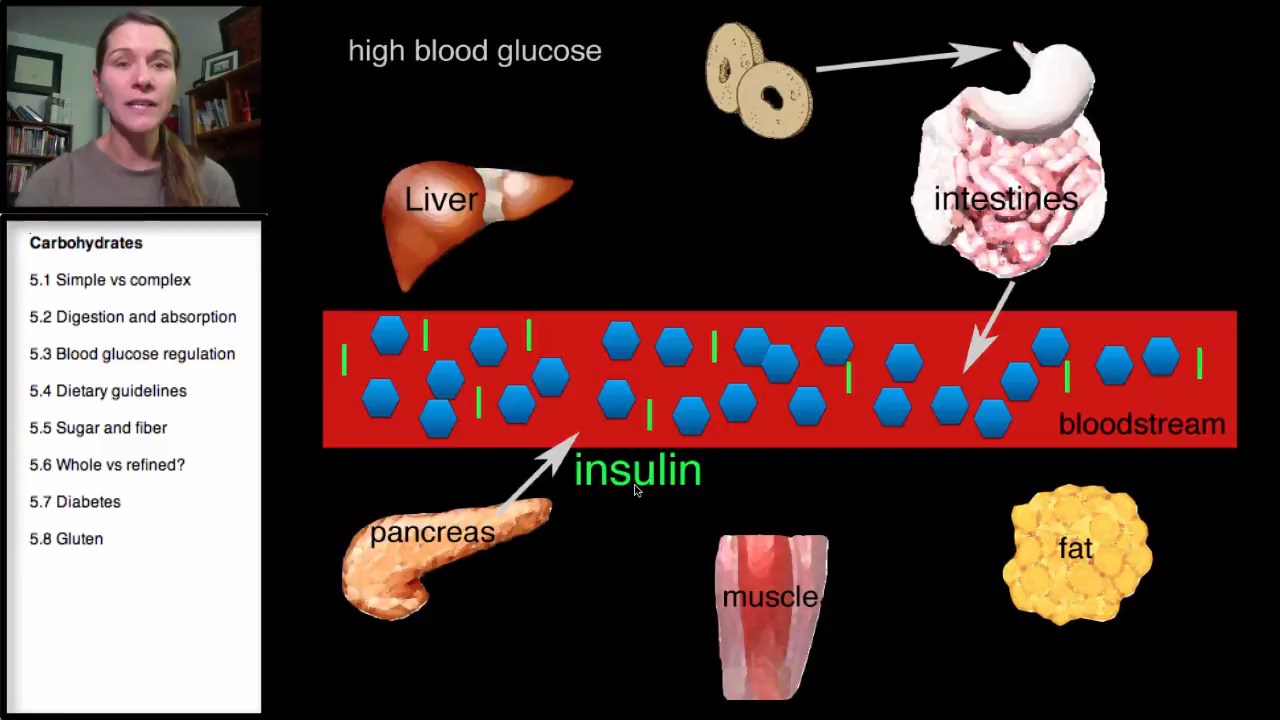 high blood glucose
Liver
intestines
Carbohydrates
5.1 Simple vs complex
5.2 Digestion and absorption
5.3 Blood glucose regulation
5.4 Dietary guidelines
5.5 Sugar and fiber
5.6 Whole vs refined?
5.7 Diabetes
5.8 Gluten
bloodstream
insulin
pancreas
muscle
fat